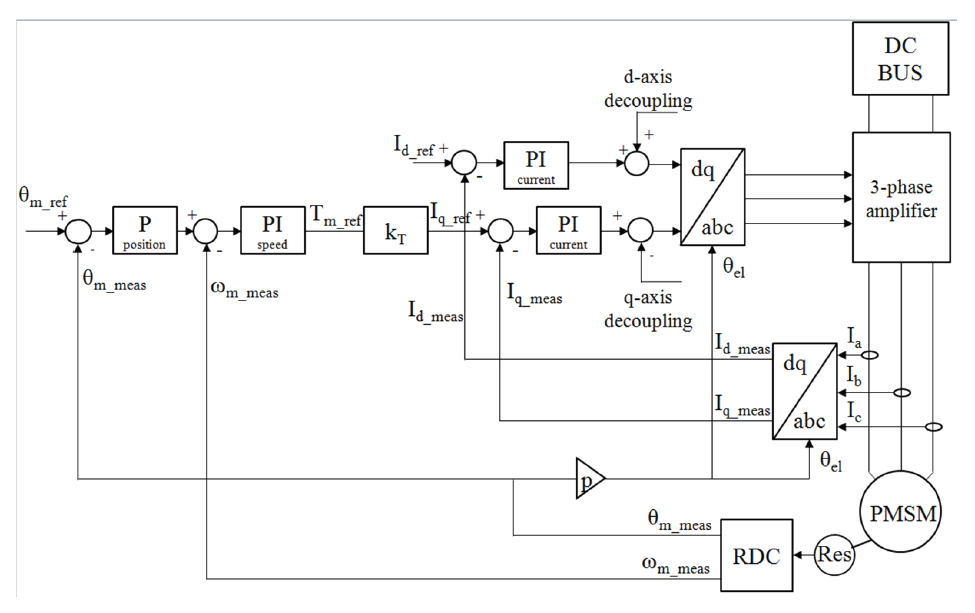 DC
BUS
d-axis
decoupling
I_d_ref +
+
+
PI
current
dq
abc
3-phase
amplifier
-
θ_m_ref
+
P
position
+
PI
speed
T_m_ref
k_T
I_q_ref +
PI
current
+
-
-
-
-
θ_m_meas
ω_m_meas
I_q_meas
I_d_meas
q-axis
decoupling
θ_el
I_d_meas
dq
abc
I_a
I_b
I_q_meas
I_c
θ_el
p
θ_m_meas
PMSM
RDC
Res
ω_m_meas